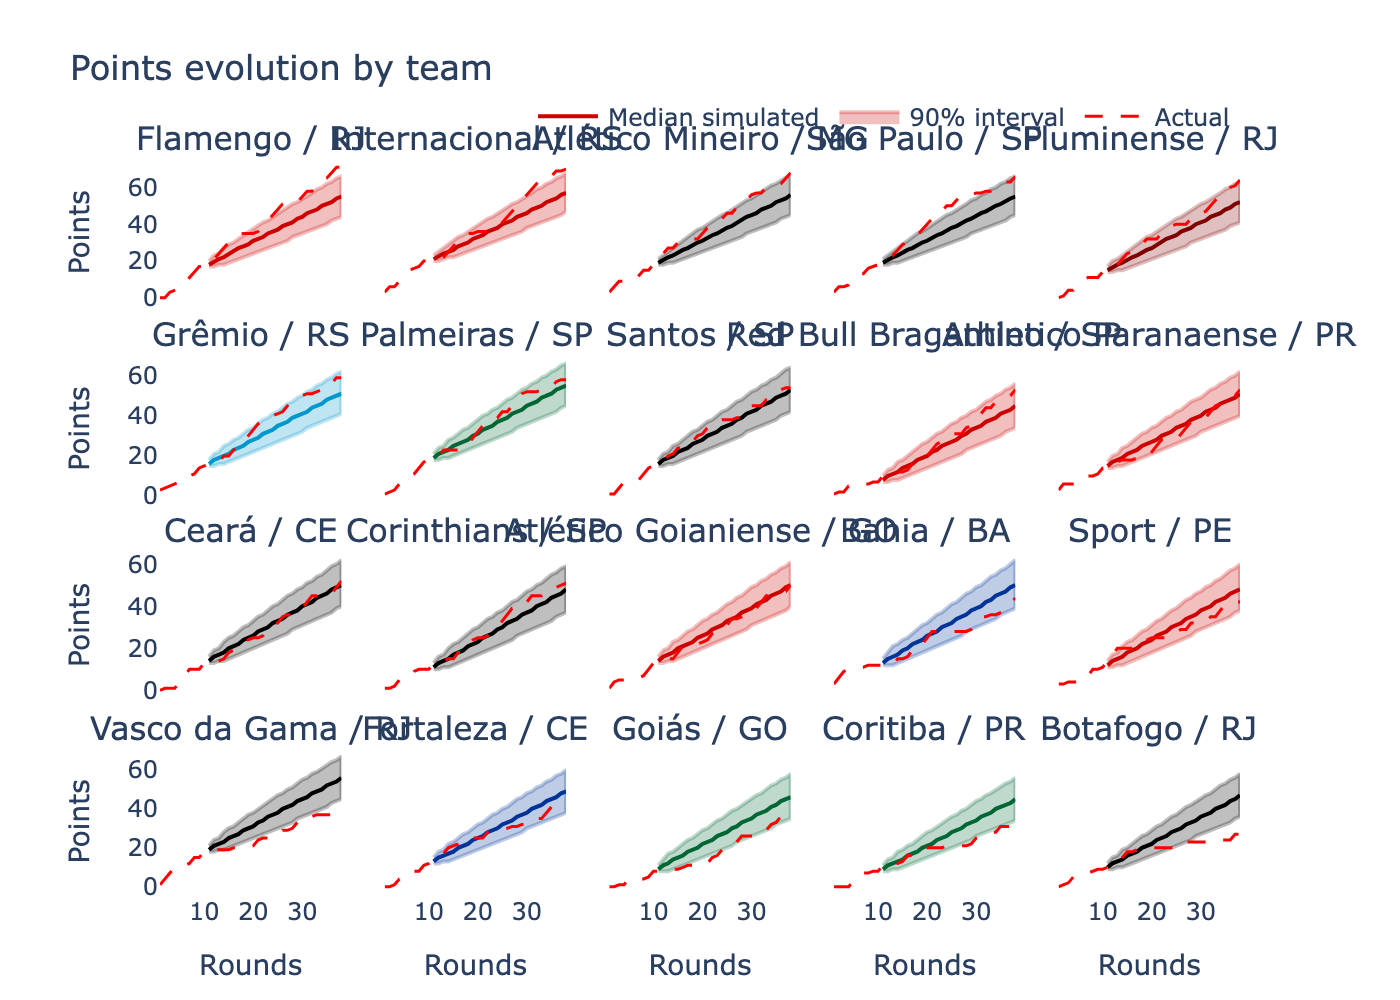 Points evolution by team
Median simulated 90% interval Actual
Flamengo / RJ Internacional / RS Atlético Mineiro / MG São Paulo / SP Fluminense / RJ
Points
60
40
20
0
Grêmio / RS Palmeiras / SP Santos / SP Red Bull Bragantino / SP Athletico Paranaense / PR
Points
60
40
20
0
Ceará / CE Corinthians / SP Atlético Goianiense / GO Bahia / BA Sport / PE
Points
60
40
20
0
Vasco da Gama / RJ Fortaleza / CE Goiás / GO Coritiba / PR Botafogo / RJ
Points
60
40
20
0
10 20 30 10 20 30 10 20 30 10 20 30 10 20 30
Rounds Rounds Rounds Rounds Rounds